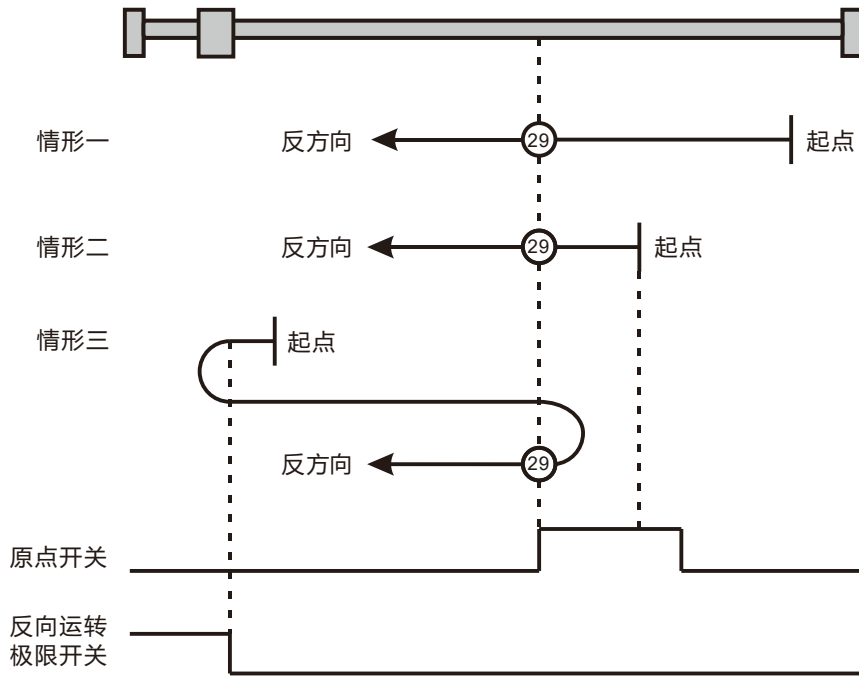 情形一
反方向
29
起点
情形二
反方向
29
起点
情形三
起点
反方向
29
原点开关
反向运转
极限开关